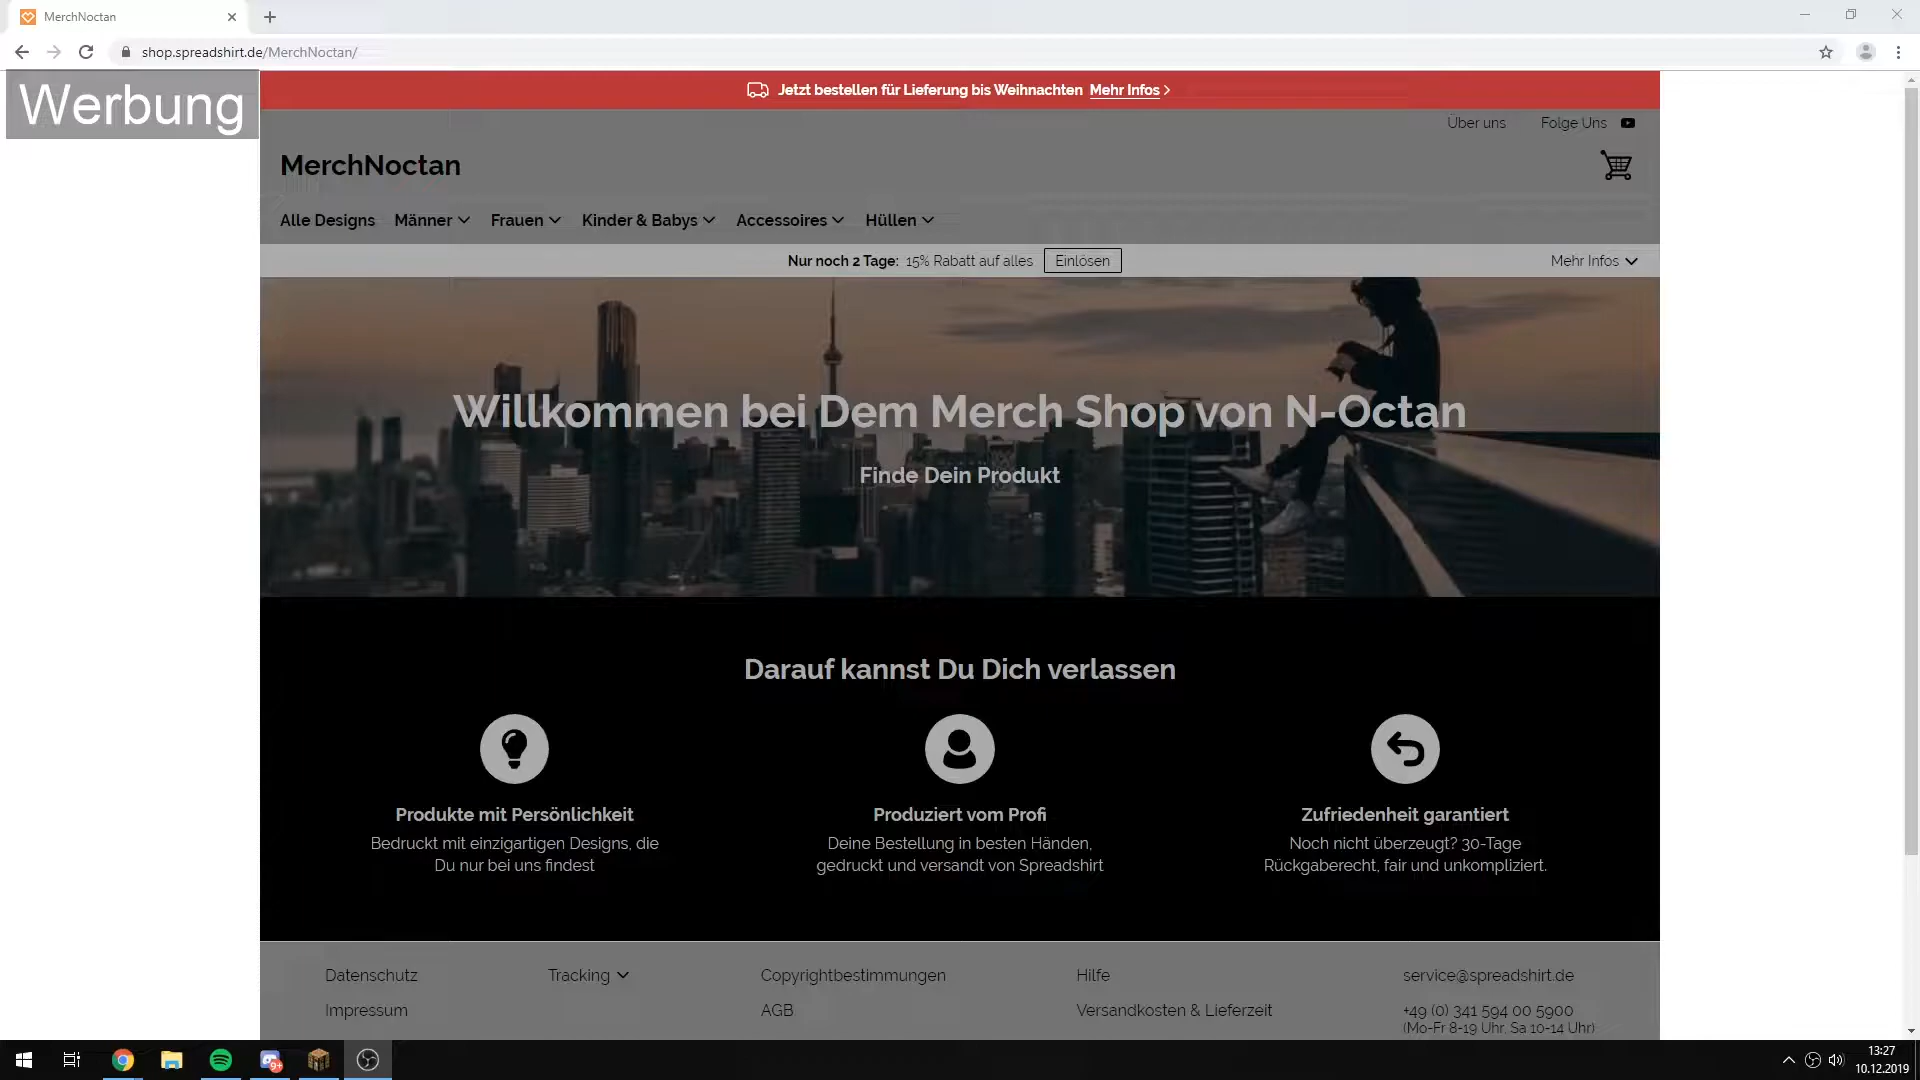 MerchNoctan
shop.spreadshirt.de/MerchNoctan/
Werbung
Jetzt bestellen für Lieferung bis Weihnachten Mehr Infos
Über uns Folge Uns
MerchNoctan
Alle Designs Männer Frauen Kinder & Babys Accessoires Hüllen
Nur noch 2 Tage: 15% Rabatt auf alles Einlösen Mehr Infos
Willkommen bei Dem Merch Shop von N-Octan
Finde Dein Produkt
Darauf kannst Du Dich verlassen
Produkte mit Persönlichkeit
Bedruckt mit einzigartigen Designs, die
Du nur bei uns findest
Produziert vom Profi
Deine Bestellung in besten Händen,
gedruckt und versandt von Spreadshirt
Zufriedenheit garantiert
Noch nicht überzeugt? 30-Tage
Rückgaberecht, fair und unkompliziert.
Datenschutz Tracking Copyrightbestimmungen Hilfe service@spreadshirt.de
Impressum AGB Versandkosten & Lieferzeit +49 (0) 341 594 00 5900
(Mo-Fr 8-19 Uhr, Sa 10-14 Uhr)
9+
13:27
10.12.2019